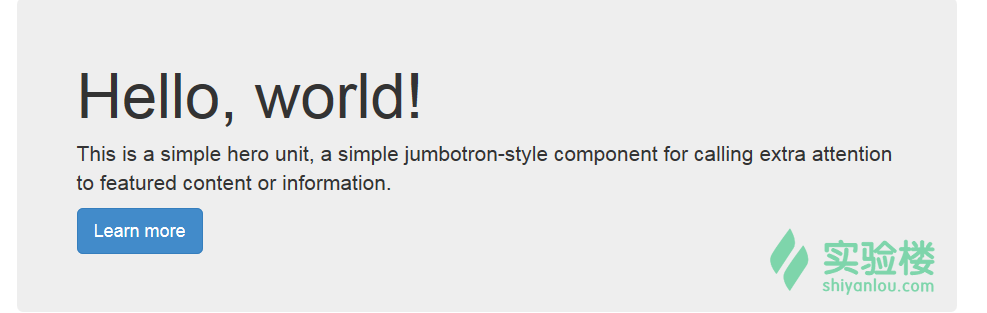 Hello, world!
This is a simple hero unit, a simple jumbotron-style component for calling extra attention
to featured content or information.
Learn more
实验楼
shiyanlou.com